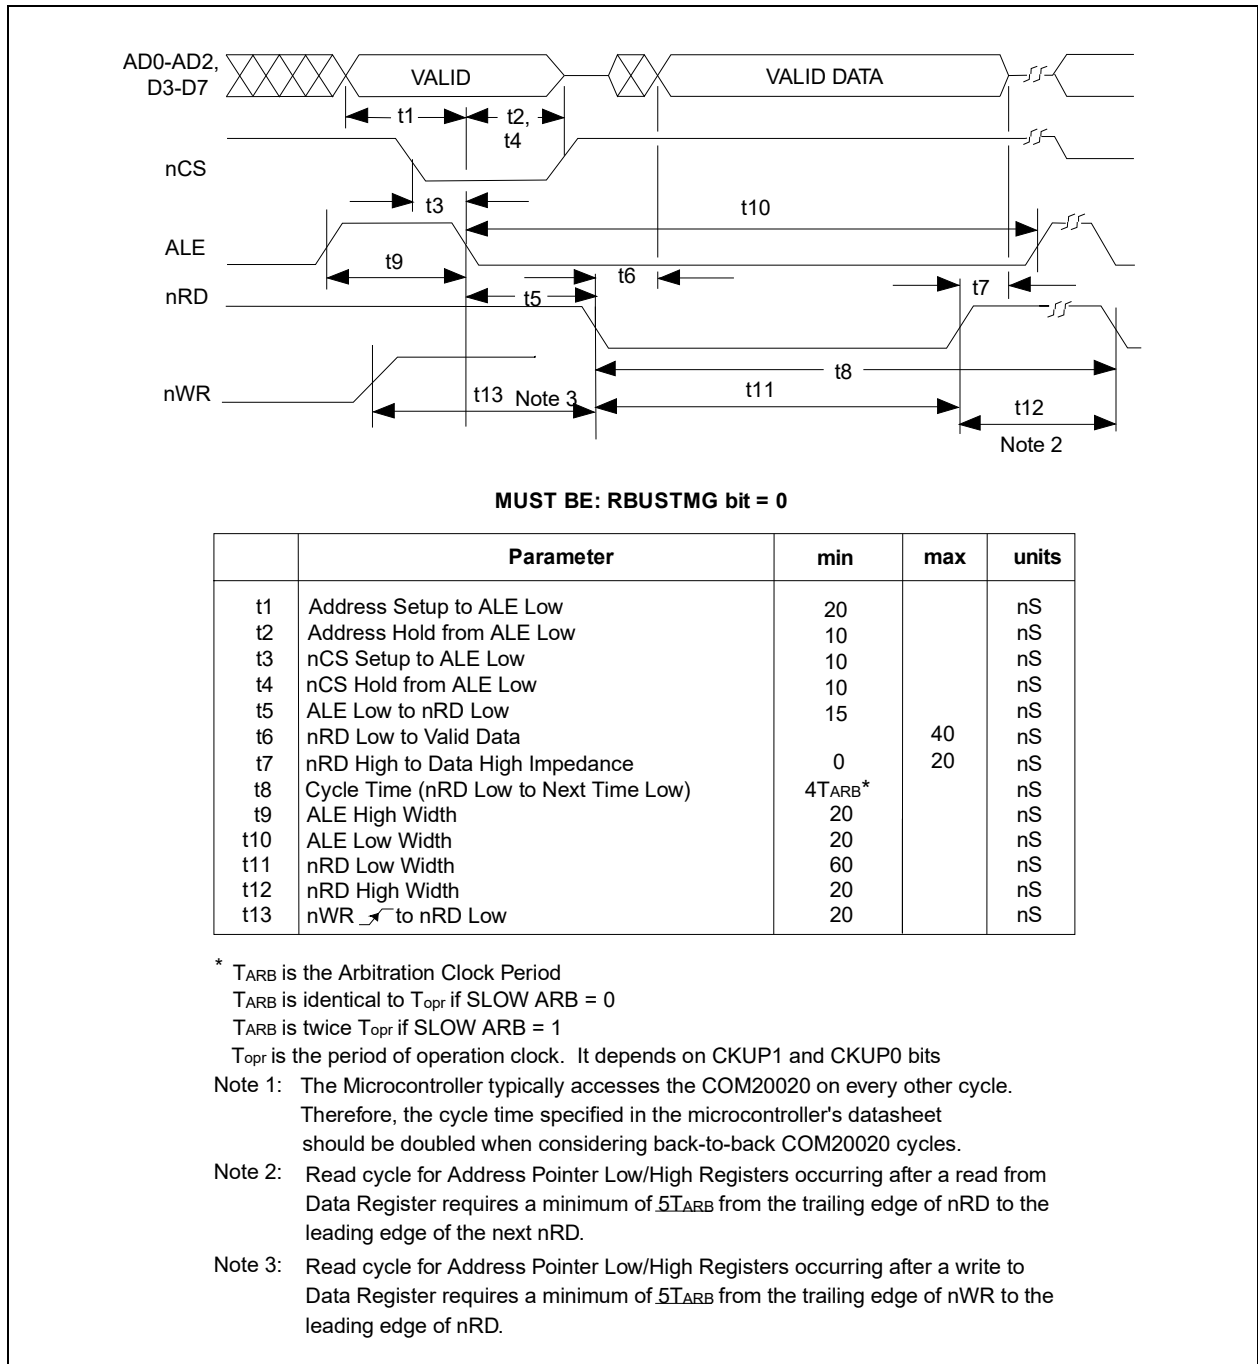 AD0-AD2,
D3-D7
VALID
VALID DATA
t1
t2,
t4
nCS
t3
t10
ALE
t9
t6
t7
nRD
t5
t8
nWR
t13 Note 3
t11
t12
Note 2
MUST BE: RBUSTMG bit = 0
Parameter min max units
t1 Address Setup to ALE Low 20 nS
t2 Address Hold from ALE Low 10 nS
t3 nCS Setup to ALE Low 10 nS
t4 nCS Hold from ALE Low 10 nS
t5 ALE Low to nRD Low 15 nS
t6 nRD Low to Valid Data 40 nS
t7 nRD High to Data High Impedance 0 20 nS
t8 Cycle Time (nRD Low to Next Time Low) 4TARB* nS
t9 ALE High Width 20 nS
t10 ALE Low Width 20 nS
t11 nRD Low Width 60 nS
t12 nRD High Width 20 nS
t13 nWR to nRD Low 20 nS
* TARB is the Arbitration Clock Period
TARB is identical to Topr if SLOW ARB = 0
TARB is twice Topr if SLOW ARB = 1
Topr is the period of operation clock. It depends on CKUP1 and CKUP0 bits
Note 1: The Microcontroller typically accesses the COM20020 on every other cycle.
Therefore, the cycle time specified in the microcontroller's datasheet
should be doubled when considering back-to-back COM20020 cycles.
Note 2: Read cycle for Address Pointer Low/High Registers occurring after a read from
Data Register requires a minimum of 5TARB from the trailing edge of nRD to the
leading edge of the next nRD.
Note 3: Read cycle for Address Pointer Low/High Registers occurring after a write to
Data Register requires a minimum of 5TARB from the trailing edge of nWR to the
leading edge of nRD.